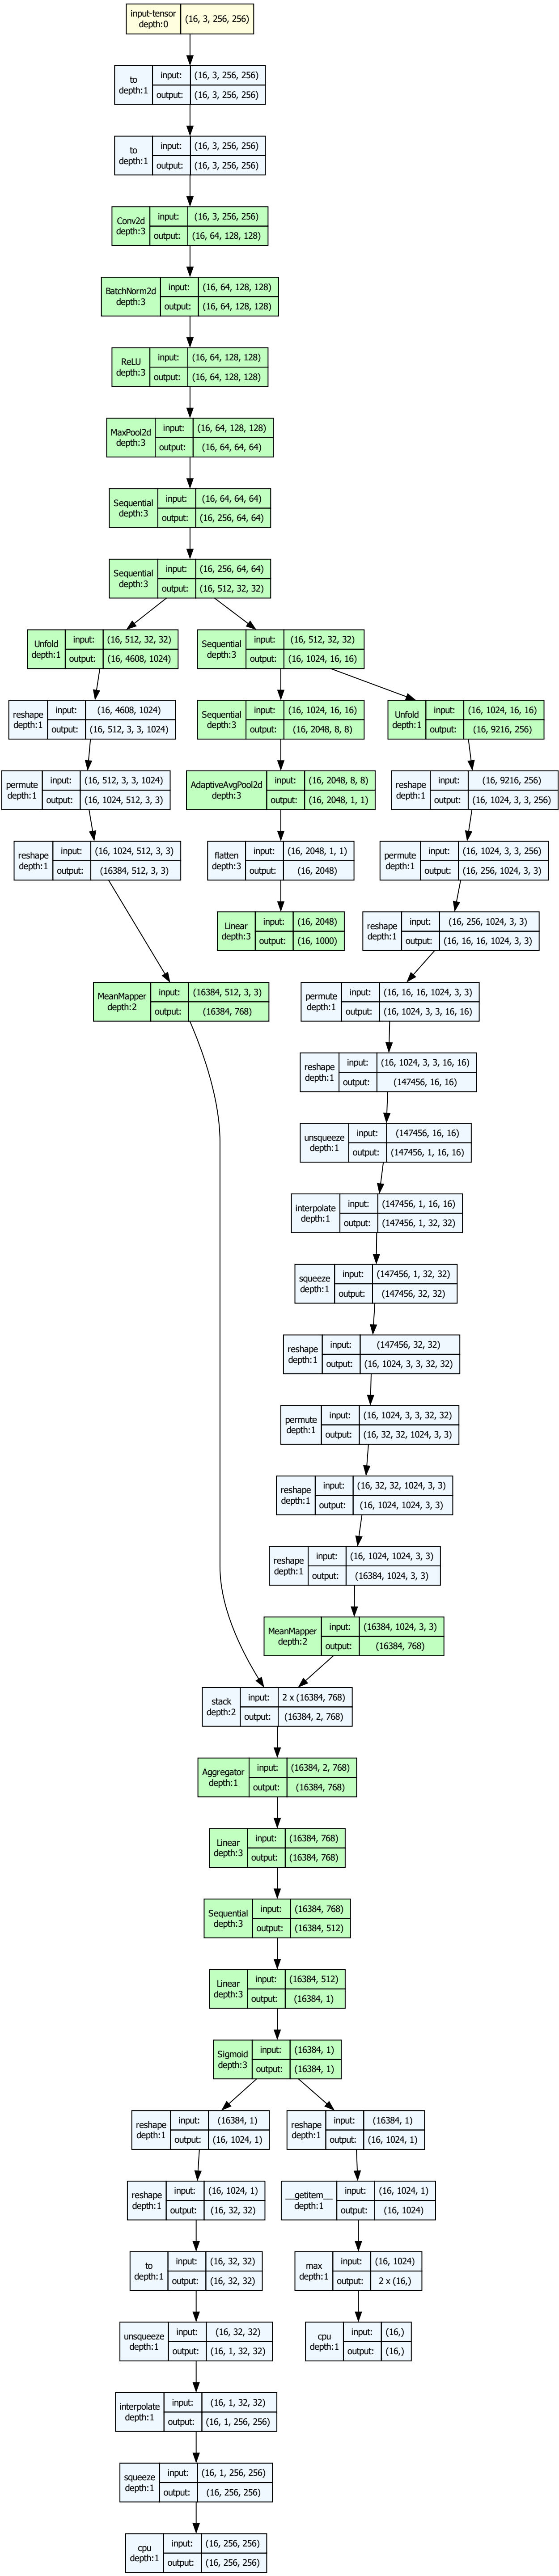 input-tensor
depth:0
(16, 3, 256, 256)
to
depth:1
input:
(16, 3, 256, 256)
output:
(16, 3, 256, 256)
to
depth:1
input:
(16, 3, 256, 256)
output:
(16, 3, 256, 256)
Conv2d
depth:3
input:
(16, 3, 256, 256)
output:
(16, 64, 128, 128)
BatchNorm2d
depth:3
input:
(16, 64, 128, 128)
output:
(16, 64, 128, 128)
ReLU
depth:3
input:
(16, 64, 128, 128)
output:
(16, 64, 128, 128)
MaxPool2d
depth:3
input:
(16, 64, 128, 128)
output:
(16, 64, 64, 64)
Sequential
depth:3
input:
(16, 64, 64, 64)
output:
(16, 256, 64, 64)
Sequential
depth:3
input:
(16, 256, 64, 64)
output:
(16, 512, 32, 32)
Unfold
depth:1
input:
(16, 512, 32, 32)
output:
(16, 4608, 1024)
Sequential
depth:3
input:
(16, 512, 32, 32)
output:
(16, 1024, 16, 16)
reshape
depth:1
input:
(16, 4608, 1024)
output:
(16, 512, 3, 3, 1024)
Sequential
depth:3
input:
(16, 1024, 16, 16)
output:
(16, 2048, 8, 8)
Unfold
depth:1
input:
(16, 1024, 16, 16)
output:
(16, 9216, 256)
permute
depth:1
input:
(16, 512, 3, 3, 1024)
output:
(16, 1024, 512, 3, 3)
AdaptiveAvgPool2d
depth:3
input:
(16, 2048, 8, 8)
output:
(16, 2048, 1, 1)
reshape
depth:1
input:
(16, 9216, 256)
output:
(16, 1024, 3, 3, 256)
reshape
depth:1
input:
(16, 1024, 512, 3, 3)
output:
(16384, 512, 3, 3)
flatten
depth:3
input:
(16, 2048, 1, 1)
output:
(16, 2048)
permute
depth:1
input:
(16, 1024, 3, 3, 256)
output:
(16, 256, 1024, 3, 3)
Linear
depth:3
input:
(16, 2048)
output:
(16, 1000)
reshape
depth:1
input:
(16, 256, 1024, 3, 3)
output:
(16, 16, 16, 1024, 3, 3)
MeanMapper
depth:2
input:
(16384, 512, 3, 3)
output:
(16384, 768)
permute
depth:1
input:
(16, 16, 16, 1024, 3, 3)
output:
(16, 1024, 3, 3, 16, 16)
reshape
depth:1
input:
(16, 1024, 3, 3, 16, 16)
output:
(147456, 16, 16)
unsqueeze
depth:1
input:
(147456, 16, 16)
output:
(147456, 1, 16, 16)
interpolate
depth:1
input:
(147456, 1, 16, 16)
output:
(147456, 1, 32, 32)
squeeze
depth:1
input:
(147456, 1, 32, 32)
output:
(147456, 32, 32)
reshape
depth:1
input:
(147456, 32, 32)
output:
(16, 1024, 3, 3, 32, 32)
permute
depth:1
input:
(16, 1024, 3, 3, 32, 32)
output:
(16, 32, 32, 1024, 3, 3)
reshape
depth:1
input:
(16, 32, 32, 1024, 3, 3)
output:
(16, 1024, 1024, 3, 3)
reshape
depth:1
input:
(16, 1024, 1024, 3, 3)
output:
(16384, 1024, 3, 3)
MeanMapper
depth:2
input:
(16384, 1024, 3, 3)
output:
(16384, 768)
stack
depth:2
input:
2 x (16384, 768)
output:
(16384, 2, 768)
Aggregator
depth:1
input:
(16384, 2, 768)
output:
(16384, 768)
Linear
depth:3
input:
(16384, 768)
output:
(16384, 768)
Sequential
depth:3
input:
(16384, 768)
output:
(16384, 512)
Linear
depth:3
input:
(16384, 512)
output:
(16384, 1)
Sigmoid
depth:3
input:
(16384, 1)
output:
(16384, 1)
reshape
depth:1
input:
(16384, 1)
output:
(16, 1024, 1)
reshape
depth:1
input:
(16384, 1)
output:
(16, 1024, 1)
reshape
depth:1
input:
(16, 1024, 1)
output:
(16, 32, 32)
__getitem__
depth:1
input:
(16, 1024, 1)
output:
(16, 1024)
to
depth:1
input:
(16, 32, 32)
output:
(16, 32, 32)
max
depth:1
input:
(16, 1024)
output:
2 x (16,)
unsqueeze
depth:1
input:
(16, 32, 32)
output:
(16, 1, 32, 32)
cpu
depth:1
input:
(16,)
output:
(16,)
interpolate
depth:1
input:
(16, 1, 32, 32)
output:
(16, 1, 256, 256)
squeeze
depth:1
input:
(16, 1, 256, 256)
output:
(16, 256, 256)
cpu
depth:1
input:
(16, 256, 256)
output:
(16, 256, 256)